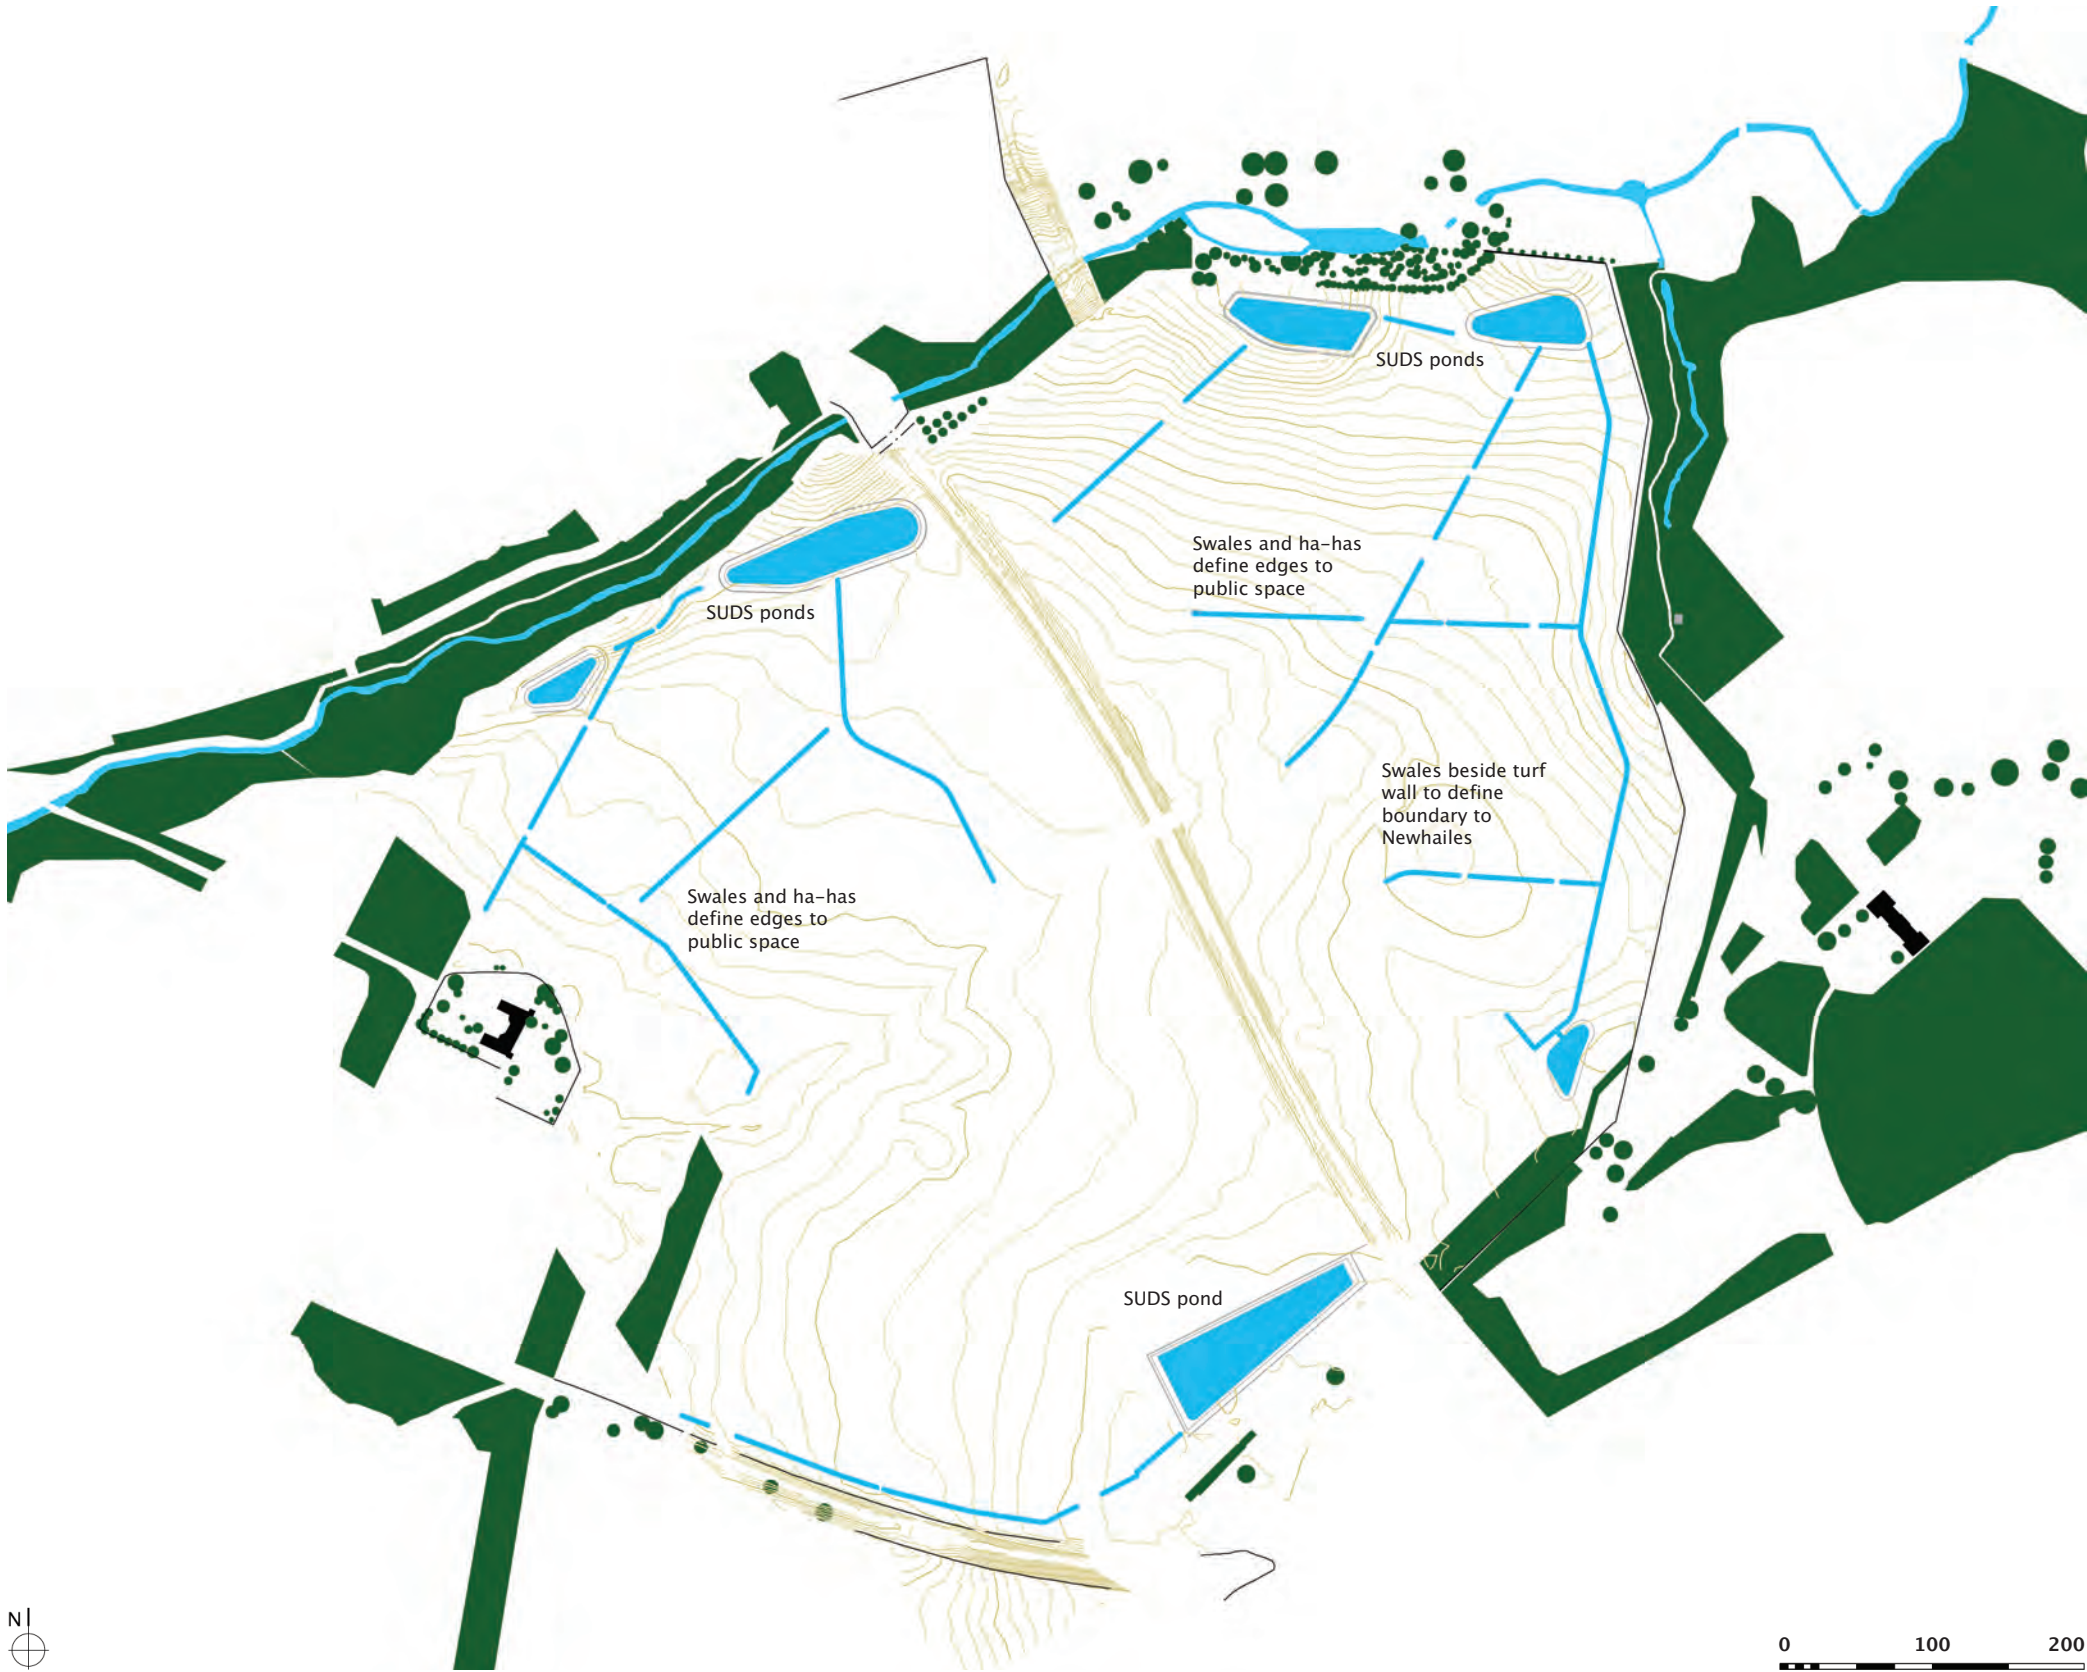 SUDS ponds
Swales and ha-has
define edges to
public space
SUDS ponds
Swales beside turf
wall to define
boundary to
Newhailes
Swales and ha-has
define edges to
public space
SUDS pond
N
0 100 200